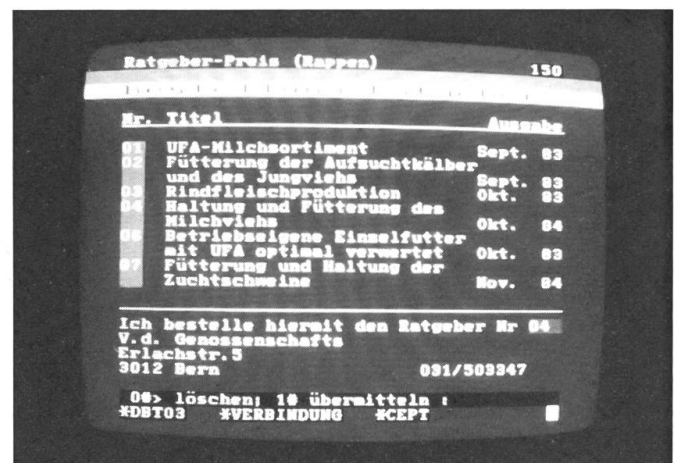 Ratgeber-Preis (Rappen) 150
Nr. Titel Ausgabe
01 UFA-Milchsortiment Sept. 83
02 Fütterung der Aufzuchtkälber
und des Jungviehs Sept. 83
03 Rindfleischproduktion Okt. 83
04 Haltung und Fütterung des
Milchviehs Okt. 84
06 Betriebseigene Einzelfutter
mit UFA optimal verwertet Okt. 83
07 Fütterung und Haltung der
Zuchtschweine Nov. 84
Ich bestelle hiermit den Ratgeber Nr 04
V.d. Genossenschafts
Erlachstr.5
3012 Bern 031/503347
0#> löschen; 1# übermitteln :
*DBT03 *VERBINDUNG *CEPT